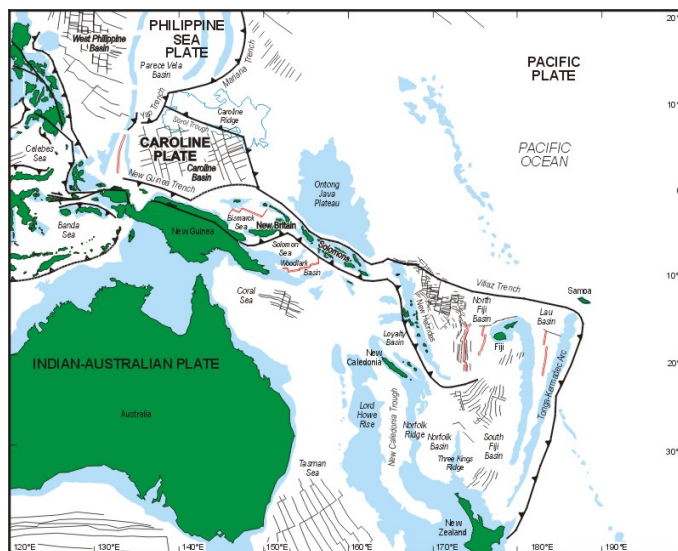 20°
West Philippine
Basin
PHILIPPINE
SEA
PLATE
Parece Vela
Basin
Mariana Trench
PACIFIC
PLATE
10°
Yap Trench
Sorol Trough
Caroline
Ridge
CAROLINE
PLATE
Caroline
Basin
Celebes
Sea
PACIFIC
OCEAN
New Guinea Trench
Ontong
Java
Plateau
0
Banda
Sea
New Guinea
Bismarck
Sea
New Britain
Solomon
Sea
Solomons
Woodlark
Basin
10°
Vitiaz Trench
Samoa
Coral
Sea
New Hebrides
North
Fiji
Basin
Lau
Basin
Fiji
Loyalty
Basin
New
Caledonia
20°
INDIAN-AUSTRALIAN PLATE
Australia
Lord
Howe
Rise
New Caledonia Trough
Norfolk
Ridge
Norfolk
Basin
Three Kings
Ridge
South
Fiji
Basin
Tonga-Kermadec Arc
30°
Tasman
Sea
New
Zealand
120°E
130°E
140°E
150°E
160°E
170°E
180°E
190°E